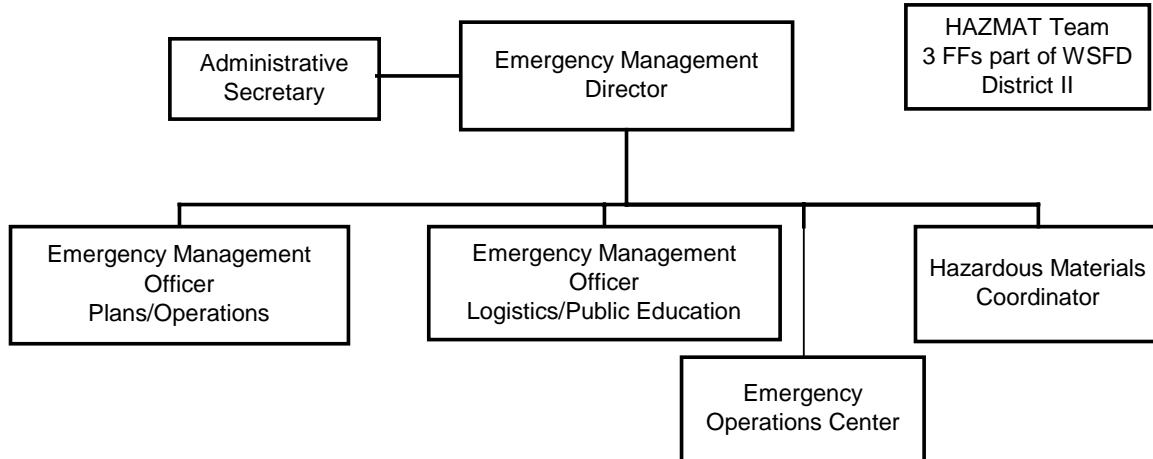 Administrative
Secretary
Emergency Management
Director
HAZMAT Team
3 FFs part of WSFD
District II
Emergency Management
Officer
Plans/Operations
Emergency Management
Officer
Logistics/Public Education
Hazardous Materials
Coordinator
Emergency
Operations Center